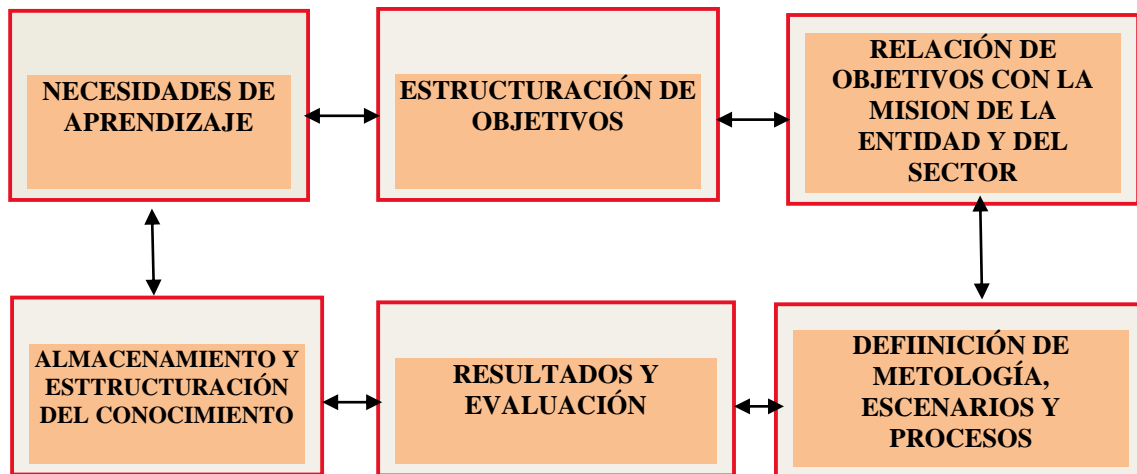 NECESIDADES DE
APRENDIZAJE
ESTRUCTURACIÓN DE
OBJETIVOS
RELACIÓN DE
OBJETIVOS CON LA
MISION DE LA
ENTIDAD Y DEL
SECTOR
ALMACENAMIENTO Y
ESTTRUCTURACIÓN
DEL CONOCIMIENTO
RESULTADOS Y
EVALUACIÓN
DEFIINICIÓN DE
METOLOGÍA,
ESCENARIOS Y
PROCESOS